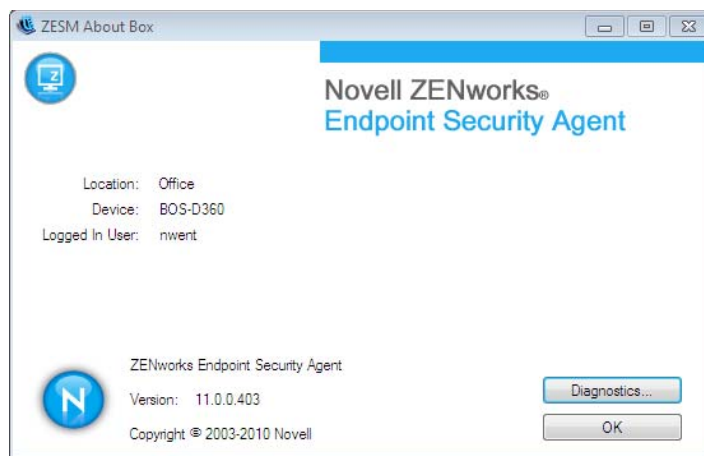 ZESM About Box
Novell ZENworks®
Endpoint Security Agent
Location: Office
Device: BOS-D360
Logged In User: nwent
ZENworks Endpoint Security Agent
Version: 11.0.0.403
Copyright © 2003-2010 Novell
Diagnostics...
OK